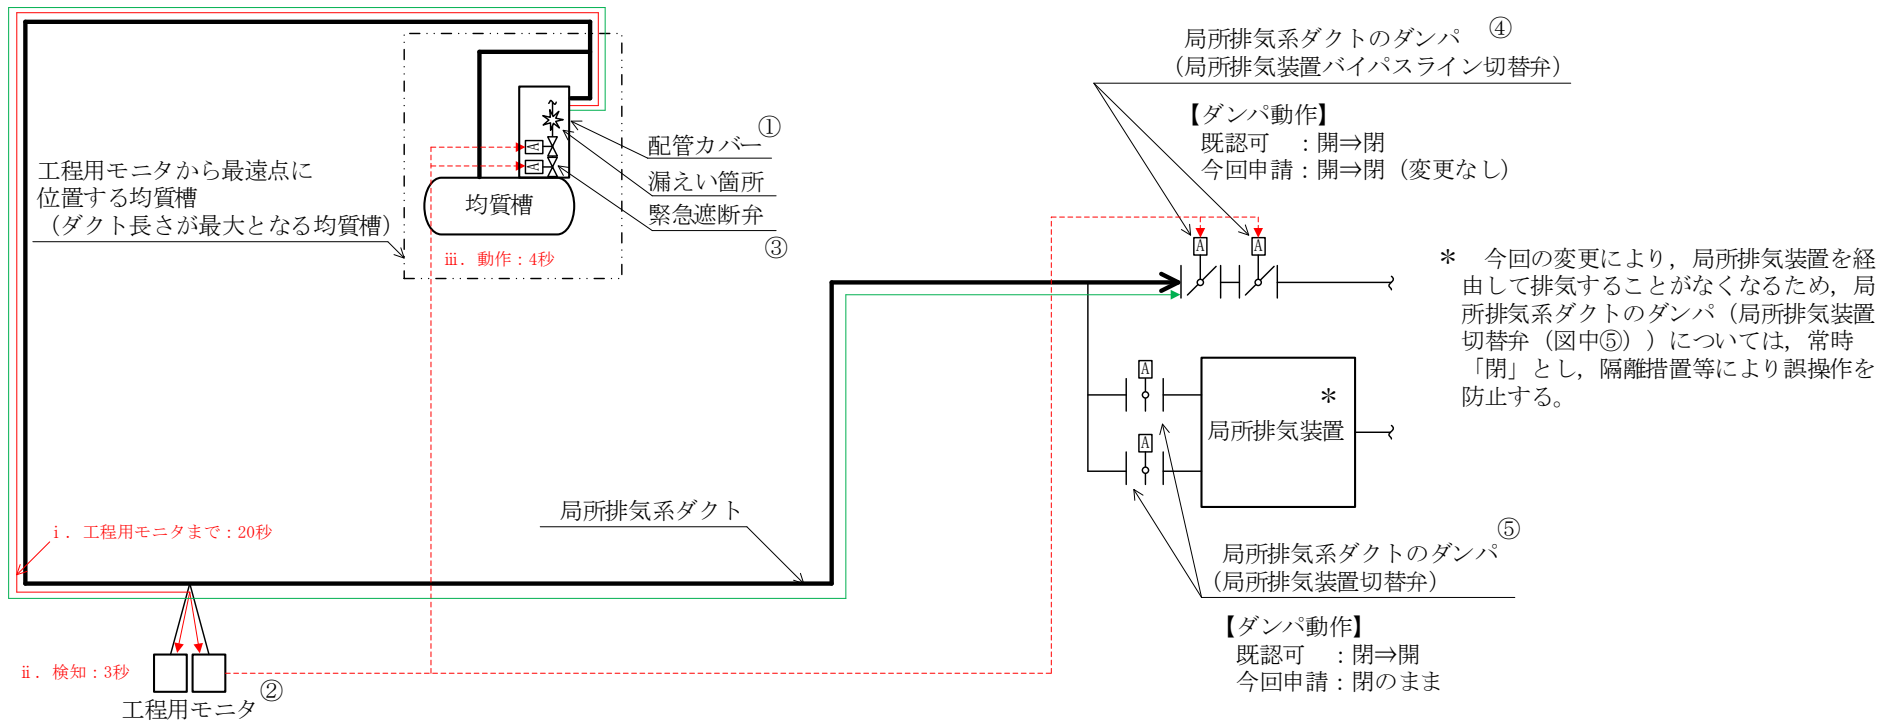 ④
局所排気系ダクトのダンパ
（局所排気装置バイパスライン切替弁）
【ダンパ動作】
既認可　：開⇒閉
今回申請：開⇒閉（変更なし）
①
配管カバー
漏えい箇所
緊急遮断弁
③
A
A
均質槽
ⅲ．動作：4秒
工程用モニタから最遠点に
位置する均質槽
（ダクト長さが最大となる均質槽）
A
A
＊　今回の変更により，局所排気装置を経
由して排気することがなくなるため，局
所排気系ダクトのダンパ（局所排気装置
切替弁（図中⑤））については，常時
「閉」とし，隔離措置等により誤操作を
防止する。
A
A
＊
局所排気装置
局所排気系ダクト
ⅰ．工程用モニタまで：20秒
⑤
局所排気系ダクトのダンパ
（局所排気装置切替弁）
【ダンパ動作】
既認可　：閉⇒開
今回申請：閉のまま
ⅱ．検知：3秒
②
工程用モニタ